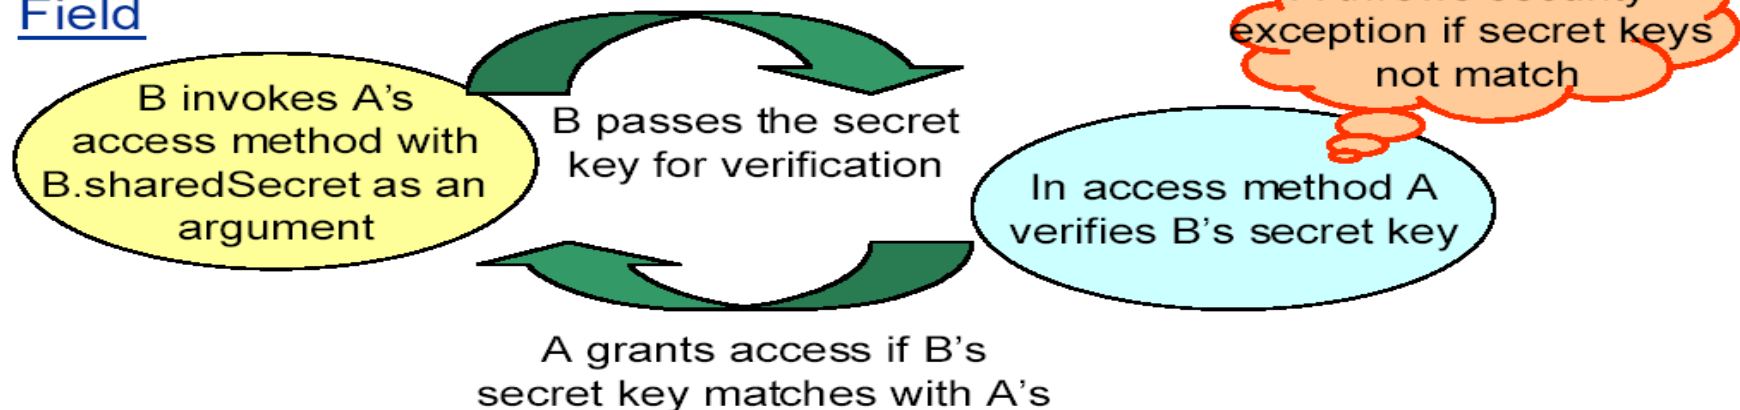 Field
exception if secret keys
not match
B invokes A's
access method with
B.sharedSecret as an
argument
B passes the secret
key for verification
In access method A
verifies B's secret key
A grants access if B's
secret key matches with A's